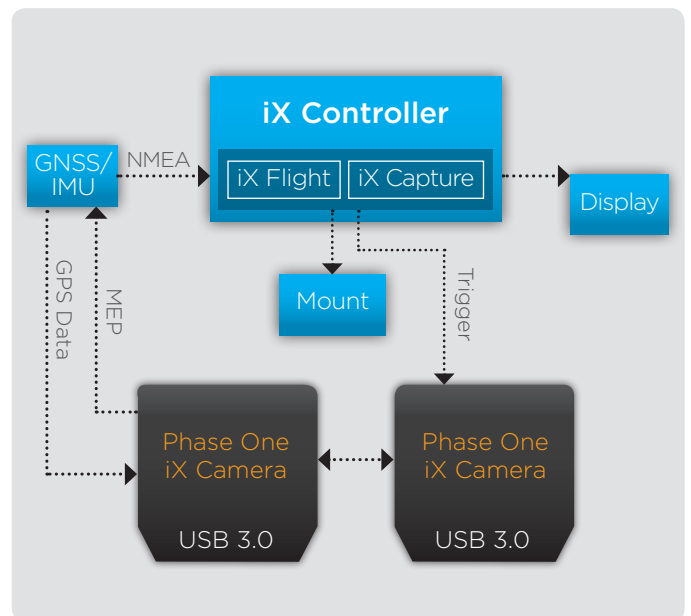 iX Controller
iX Flight
iX Capture
GNSS/
IMU
NMEA
Display
Mount
GPS Data
MEP
Trigger
Phase One
iX Camera
USB 3.0
Phase One
iX Camera
USB 3.0